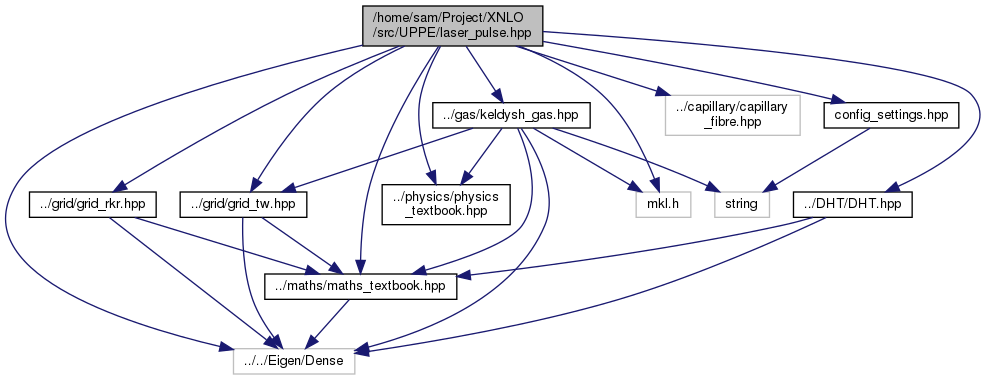 /home/sam/Project/XNLO
/src/UPPE/laser_pulse.hpp
../gas/keldysh_gas.hpp
../capillary/capillary
_fibre.hpp
config_settings.hpp
../grid/grid_rkr.hpp
../grid/grid_tw.hpp
../physics/physics
_textbook.hpp
mkl.h
string
../DHT/DHT.hpp
../maths/maths_textbook.hpp
../../Eigen/Dense